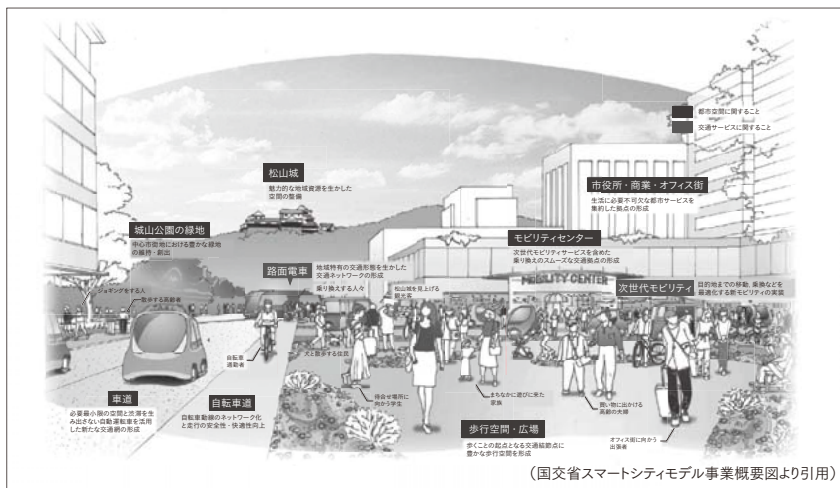 都市空間に関すること
交通サービスに関すること
松山城
魅力的な地域資源を生かした
空間の整備
市役所・商業・オフィス街
生活に必要不可欠な都市サービスを
集約した拠点の形成
城山公園の緑地
中心市街地における豊かな緑地
の維持・創出
モビリティセンター
次世代モビリティサービスを含めた
乗り換えのスムーズな交通拠点の形成
路面電車
地域特有の交通形態を生かした
交通ネットワークの形成
MOBILITY CENTER
次世代モビリティ
目的地までの移動、乗換などを
最適化する新モビリティの実装
ジョギングをする人
散歩する高齢者
乗り換えする人々
松山城を見上げる
観光客
自転車
通勤者
犬と散歩する住民
待合せ場所に
向かう学生
まちなかに遊びに来た
家族
買い物に出かける
高齢の夫婦
オフィス街に向かう
出張者
車道
必要最小限の空間と渋滞を生
み出さない自動運転車を活用
した新たな交通網の形成
自転車道
自転車動線のネットワーク化
と走行の安全性・快適性向上
歩行空間・広場
歩くことの起点となる交通結節点に
豊かな歩行空間を形成
(国交省スマートシティモデル事業概要図より引用)